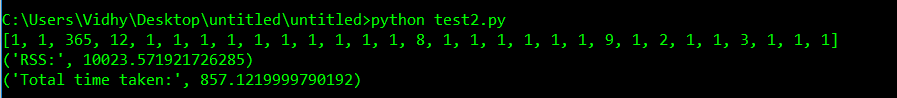 C:\Users\Vidhy\Desktop\untitled\untitled>python test2.py
[1, 1, 365, 12, 1, 1, 1, 1, 1, 1, 1, 1, 1, 8, 1, 1, 1, 1, 1, 1, 9, 1, 2, 1, 1, 3, 1, 1, 1]
('RSS:', 10023.571921726285)
('Total time taken:', 857.1219999790192)